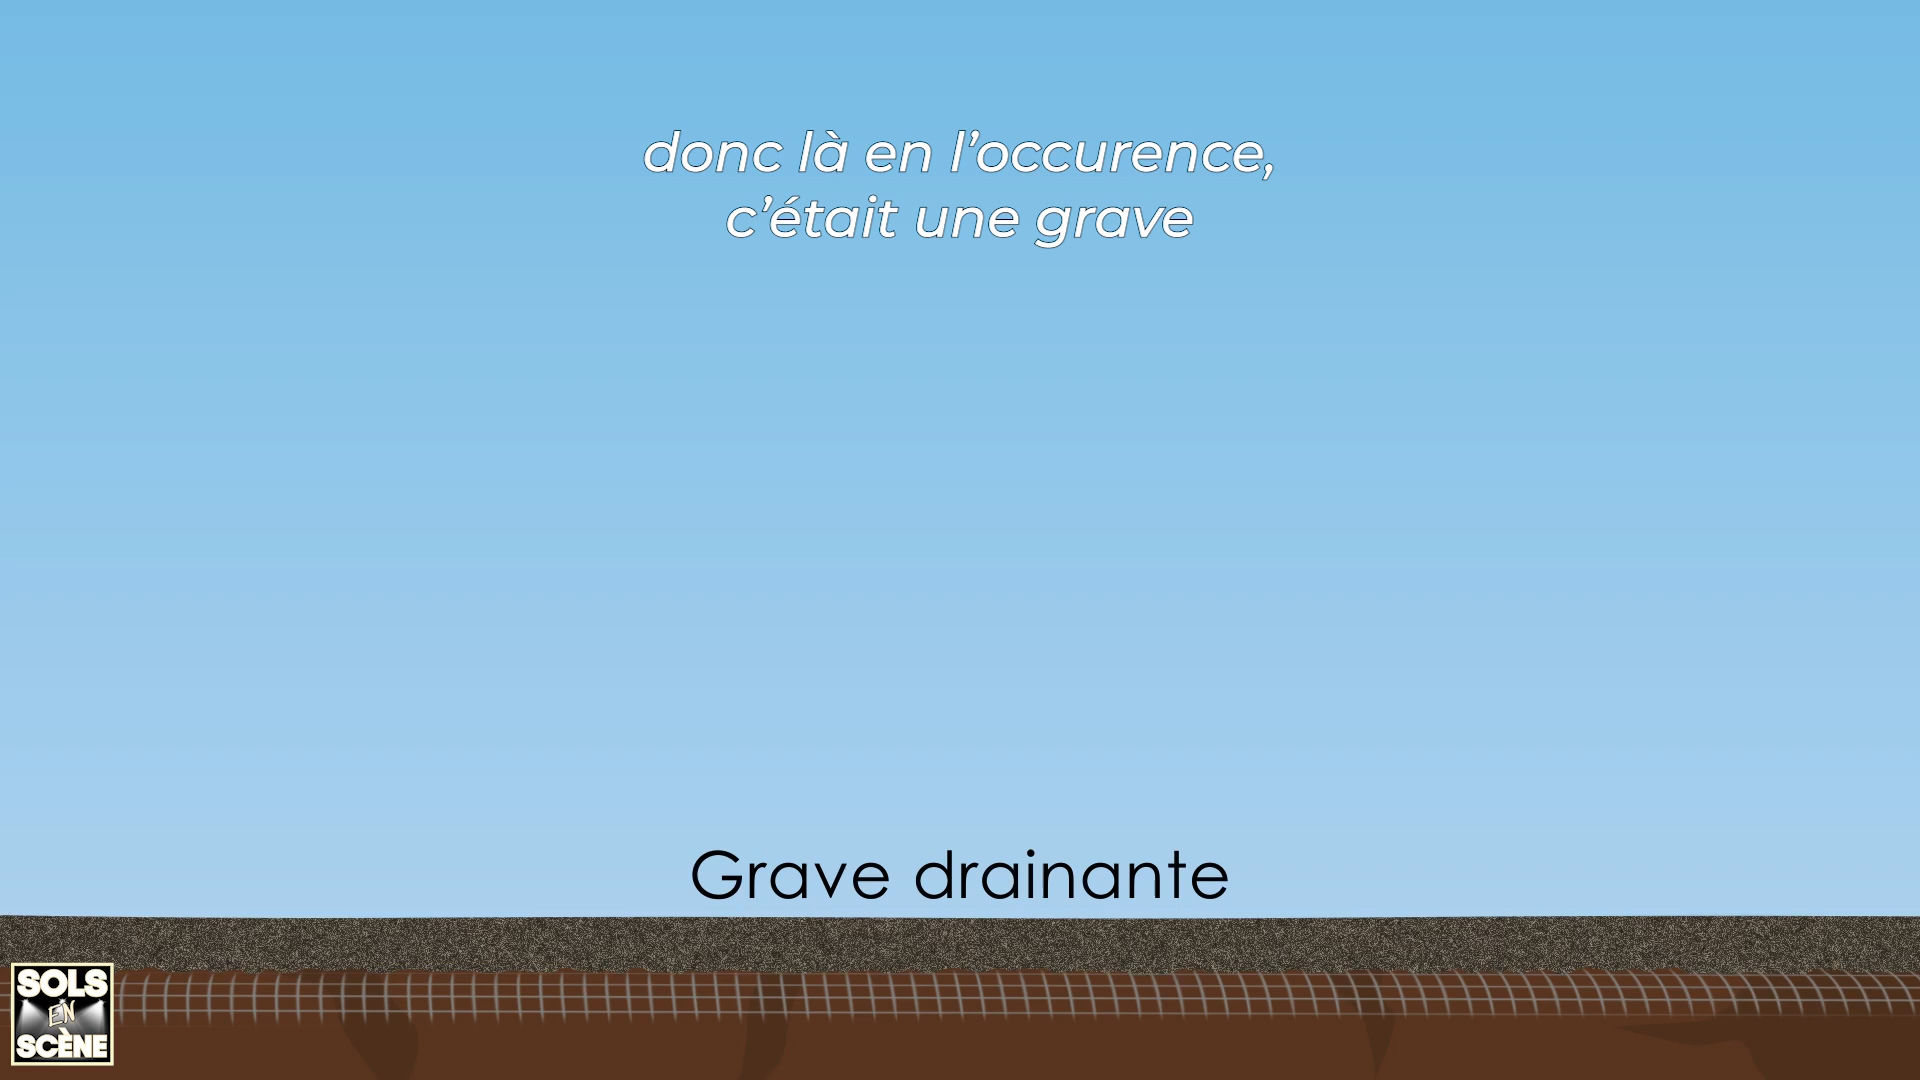 donc là en l’occurence,
c’était une grave
Grave drainante
SOLS
EN
SCÈNE